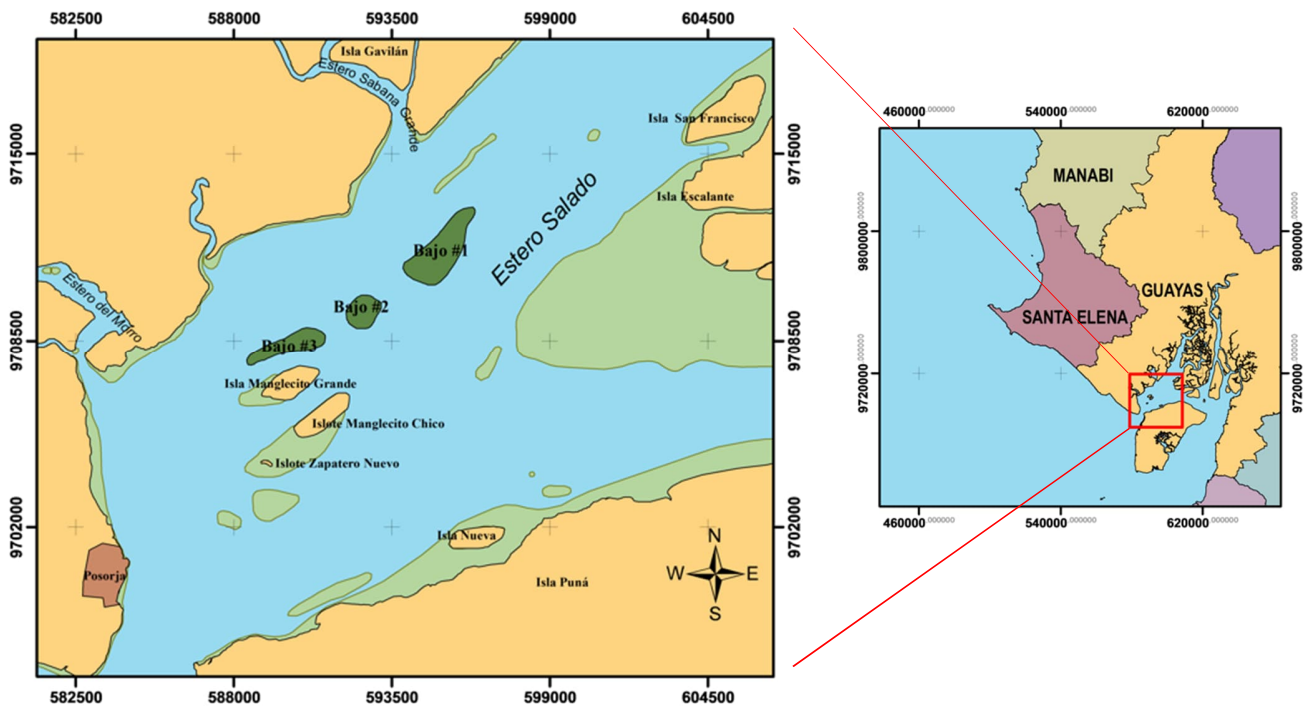 582500 588000 593500 599000 604500
Isla Gavilán
Estero Sabana Grande
Isla San Francisco
9715000 9715000
Isla Escalante
Estero Salado
Bajo #1
Estero del Morro
Bajo #2
9708500 9708500
Bajo #3
Isla Manglecito Grande
Islote Manglecito Chico
Islote Zapatero Nuevo
9702000 9702000
Isla Nueva
N
W E
S
Posorja
Isla Puná
582500 588000 593500 599000 604500
460000.000000 540000.000000 620000.000000
MANABI
9800000.000000 9800000.000000
GUAYAS
SANTA ELENA
9720000.000000 9720000.000000
460000.000000 540000.000000 620000.000000